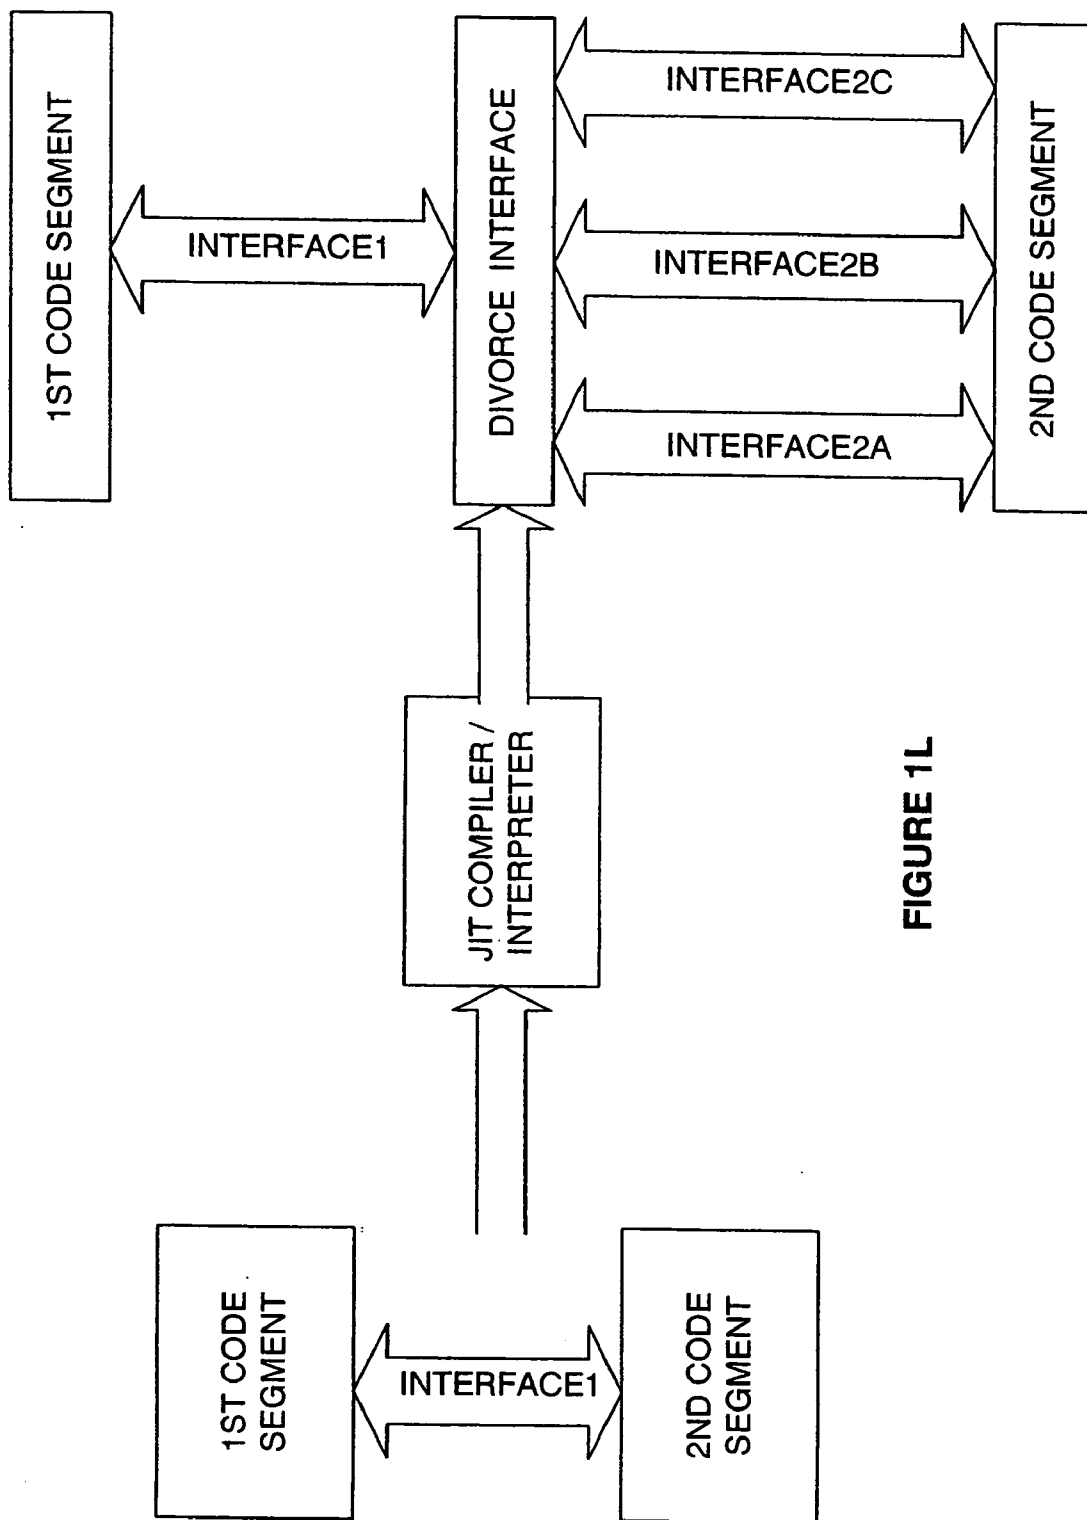 1ST CODE
SEGMENT
INTERFACE1
2ND CODE
SEGMENT
JIT COMPILER /
INTERPRETER
1ST CODE SEGMENT
INTERFACE1
DIVORCE INTERFACE
INTERFACE2A
INTERFACE2B
INTERFACE2C
2ND CODE SEGMENT
FIGURE 1L